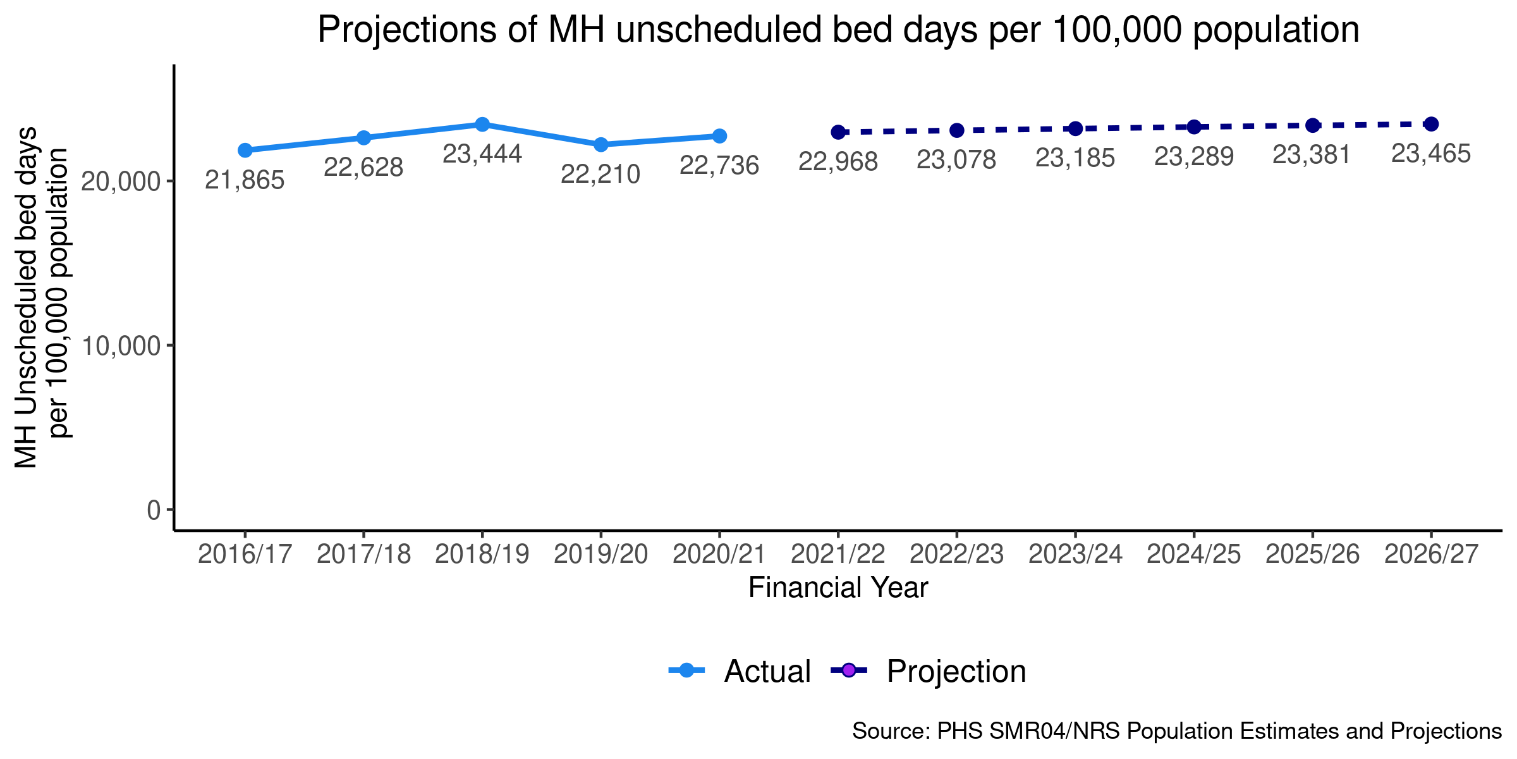 Projections of MH unscheduled bed days per 100,000 population
MH Unscheduled bed days
per 100,000 population
20,000
10,000
0
21,865
22,628
23,444
22,210
22,736
22,968
23,078
23,185
23,289
23,381
23,465
2016/17 2017/18 2018/19 2019/20 2020/21 2021/22 2022/23 2023/24 2024/25 2025/26 2026/27
Financial Year
Actual Projection
Source: PHS SMR04/NRS Population Estimates and Projections